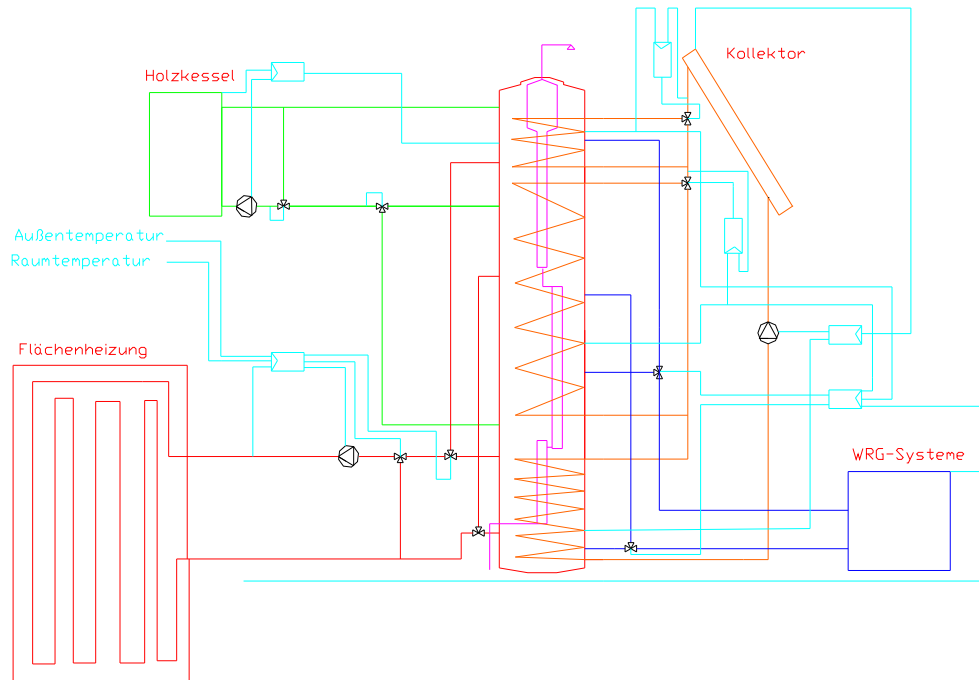 Kollektor
Holzkessel
Außentemperatur
Raumtemperatur
Flächenheizung
WRG-Systeme